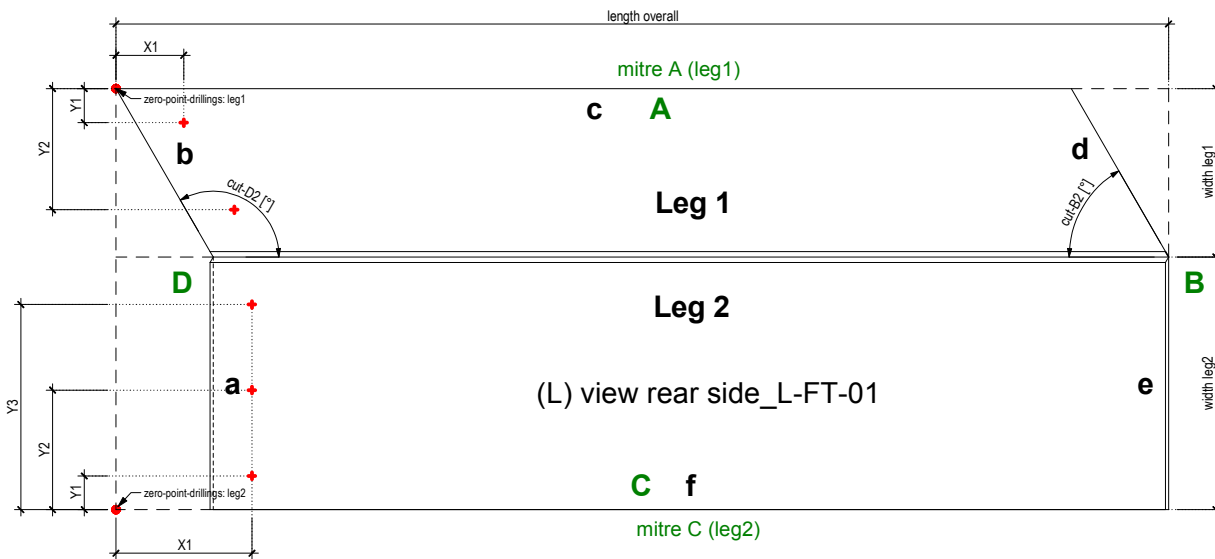 length overall
X1
mitre A (leg1)
zero-point-drillings: leg1
c A
Y1
Y2
b
d
cut-D2 [°]
cut-B2 [°]
width leg1
Leg 1
D
B
Leg 2
a
e
(L) view rear side_L-FT-01
width leg2
Y3
Y2
Y1
zero-point-drillings: leg2
C f
mitre C (leg2)
X1